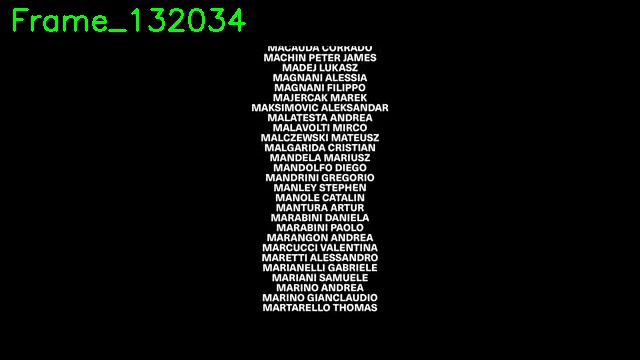 Frame_132034
MACAUDA CORRADO
MACHIN PETER JAMES
MADEJ LUKASZ
MAGNANI ALESSIA
MAGNANI FILIPPO
MAJERCAK MAREK
MAKSIMOVIC ALEKSANDAR
MALATESTA ANDREA
MALAVOLTI MIRCO
MALCZEWSKI MATEUSZ
MALGARIDA CRISTIAN
MANDELA MARIUSZ
MANDOLFO DIEGO
MANDRINI GREGORIO
MANLEY STEPHEN
MANOLE CATALIN
MANTURA ARTUR
MARABINI DANIELA
MARABINI PAOLO
MARANGON ANDREA
MARCUCCI VALENTINA
MARETTI ALESSANDRO
MARIANELLI GABRIELE
MARIANI SAMUELE
MARINO ANDREA
MARINO GIANCLAUDIO
MARTARELLO THOMAS